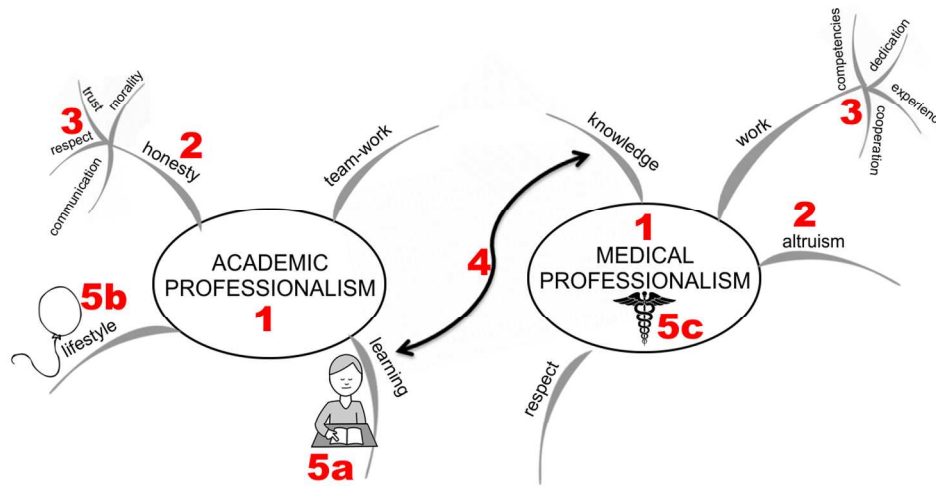 trust
morality
3
respect
communication
2
honesty
team-work
ACADEMIC
PROFESSIONALISM
1
5b
lifestyle
learning
5a
4
knowledge
work
competencies
dedication
experience
cooperation
3
1
MEDICAL
PROFESSIONALISM
5c
2
altruism
respect